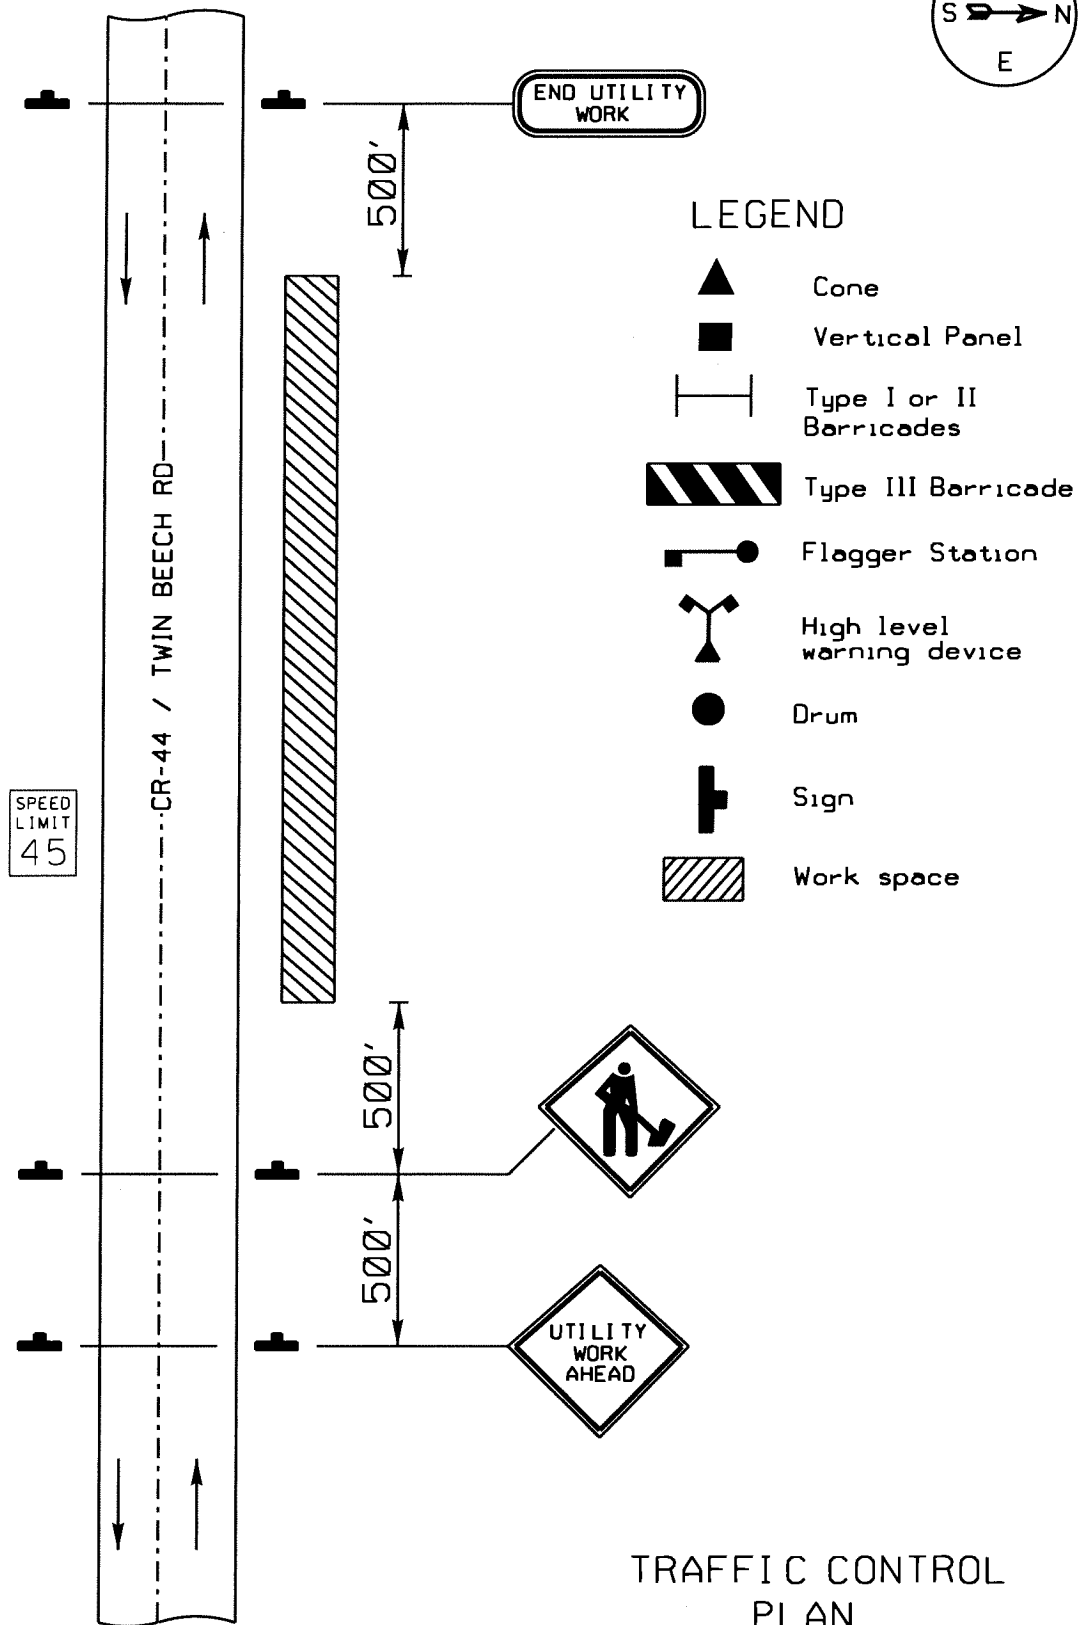 S N
E
END UTILITY
WORK
500'
LEGEND
Cone
Vertical Panel
Type I or II
Barricades
Type III Barricade
Flagger Station
High level
warning device
Drum
Sign
Work space
CR-44 / TWIN BEECH RD
SPEED
LIMIT
45
500'
500'
UTILITY
WORK
AHEAD
TRAFFIC CONTROL
PLAN